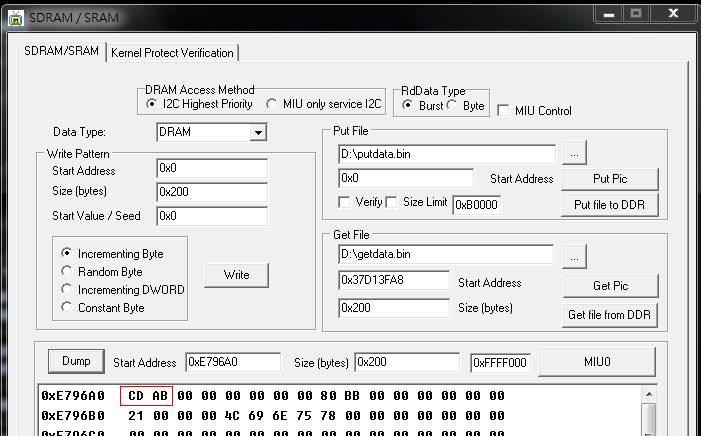 SDRAM / SRAM
SDRAM/SRAM Kernel Protect Verification
DRAM Access Method
I2C Highest Priority MIU only service I2C
RdData Type
Burst Byte
MIU Control
Data Type: DRAM
Write Pattern
Start Address 0x0
Size (bytes) 0x200
Start Value / Seed 0x0
Incrementing Byte
Random Byte
Incrementing DWORD
Constant Byte
Write
Put File
D:\putdata.bin ...
0x0 Start Address Put Pic
Verify Size Limit 0xB0000 Put file to DDR
Get File
D:\getdata.bin ...
0x37D13FA8 Start Address Get Pic
0x200 Size (bytes) Get file from DDR
Dump Start Address 0xE796A0 Size (bytes) 0x200 0xFFFF000 MIU0
0xE796A0 CD AB 00 00 00 00 00 00 80 BB 00 00 00 00 00 00
0xE796B0 21 00 00 00 4C 69 6E 75 78 00 00 00 00 00 00 00